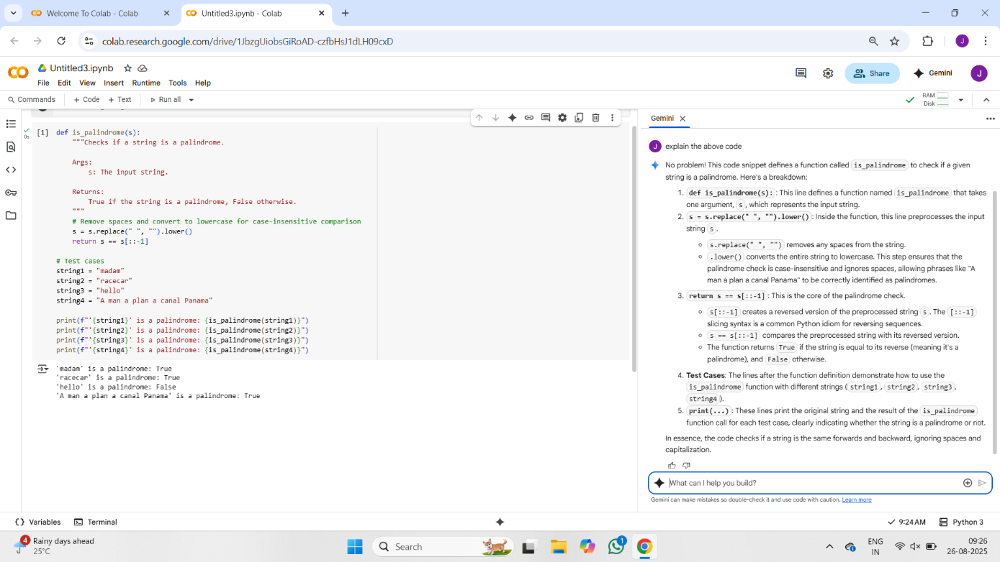 Welcome To Colab - Colab
Untitled3.ipynb - Colab
colab.research.google.com/drive/1JbzgUiobsGiRoAD-czfbHsJ1dLH09cxD
J
Untitled3.ipynb
File Edit View Insert Runtime Tools Help
Share
Gemini
J
Commands
+ Code + Text
Run all
RAM
Disk
0s
[1]
def is_palindrome(s):
"""Checks if a string is a palindrome.
Args:
s: The input string.
Returns:
True if the string is a palindrome, False otherwise.
"""
# Remove spaces and convert to lowercase for case-insensitive comparison
s = s.replace(" ", "").lower()
return s == s[::-1]
# Test cases
string1 = "madam"
string2 = "racecar"
string3 = "hello"
string4 = "A man a plan a canal Panama"
print(f"'{string1}' is a palindrome: {is_palindrome(string1)}")
print(f"'{string2}' is a palindrome: {is_palindrome(string2)}")
print(f"'{string3}' is a palindrome: {is_palindrome(string3)}")
print(f"'{string4}' is a palindrome: {is_palindrome(string4)}")
'madam' is a palindrome: True
'racecar' is a palindrome: True
'hello' is a palindrome: False
'A man a plan a canal Panama' is a palindrome: True
Gemini
J explain the above code
No problem! This code snippet defines a function called is_palindrome to check if a given
string is a palindrome. Here's a breakdown:
1. def is_palindrome(s): : This line defines a function named is_palindrome that takes
one argument, s , which represents the input string.
2. s = s.replace(" ", "").lower() : Inside the function, this line preprocesses the input
string s .
s.replace(" ", "") removes any spaces from the string.
.lower() converts the entire string to lowercase. This step ensures that the
palindrome check is case-insensitive and ignores spaces, allowing phrases like "A
man a plan a canal Panama" to be correctly identified as palindromes.
3. return s == s[::-1] : This is the core of the palindrome check.
s[::-1] creates a reversed version of the preprocessed string s . The [::-1]
slicing syntax is a common Python idiom for reversing sequences.
s == s[::-1] compares the preprocessed string with its reversed version.
The function returns True if the string is equal to its reverse (meaning it's a
palindrome), and False otherwise.
4. Test Cases: The lines after the function definition demonstrate how to use the
is_palindrome function with different strings ( string1 , string2 , string3 ,
string4 ).
5. print(...) : These lines print the original string and the result of the is_palindrome
function call for each test case, clearly indicating whether the string is a palindrome or not.
In essence, the code checks if a string is the same forwards and backward, ignoring spaces and
capitalization.
What can I help you build?
Gemini can make mistakes so double-check it and use code with caution. Learn more
Variables
Terminal
9:24 AM
Python 3
4
Rainy days ahead
25°C
Search
1
ENG
IN
09:26
26-08-2025